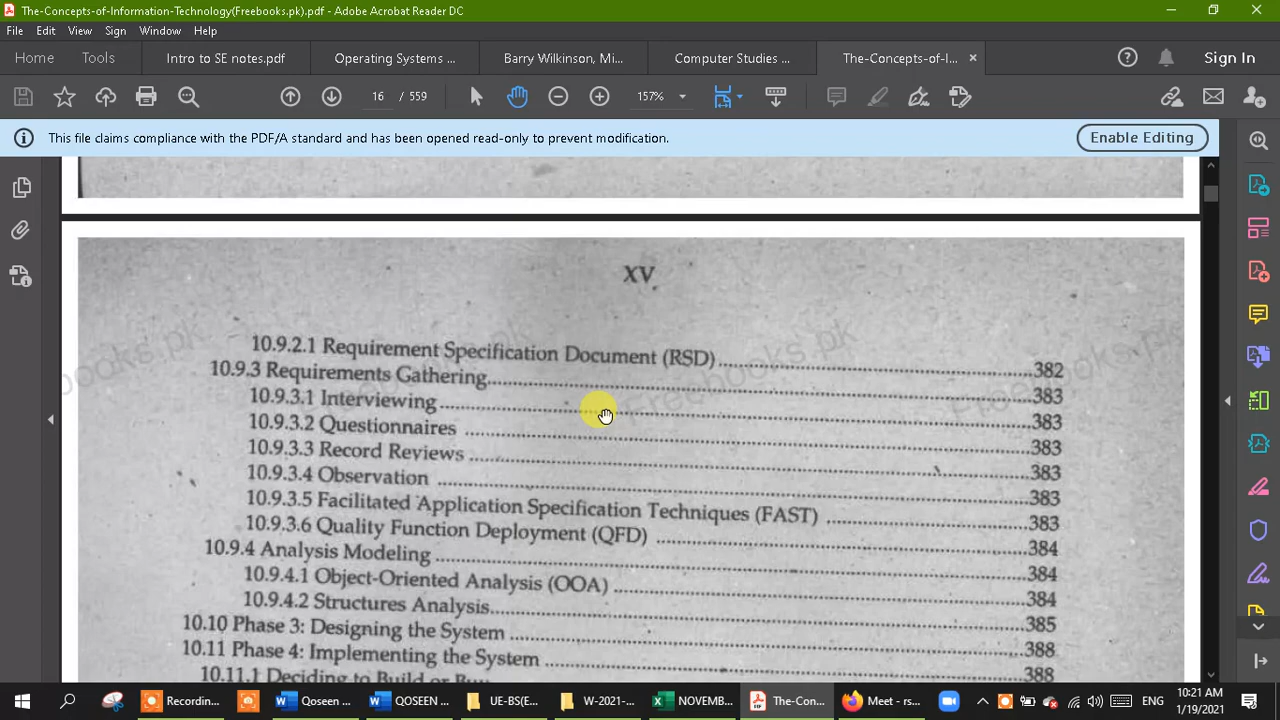 The-Concepts-of-Information-Technology(Freebooks.pk).pdf - Adobe Acrobat Reader DC
File Edit View Sign Window Help
Home Tools Intro to SE notes.pdf Operating Systems ... Barry Wilkinson, Mi... Computer Studies ... The-Concepts-of-I... × Sign In
16 / 559 157%
This file claims compliance with the PDF/A standard and has been opened read-only to prevent modification. Enable Editing
XV
10.9.2.1 Requirement Specification Document (RSD) 382
10.9.3 Requirements Gathering 383
10.9.3.1 Interviewing 383
10.9.3.2 Questionnaires 383
10.9.3.3 Record Reviews 383
10.9.3.4 Observation 383
10.9.3.5 Facilitated Application Specification Techniques (FAST) 384
10.9.3.6 Quality Function Deployment (QFD) 384
10.9.4 Analysis Modeling 384
10.9.4.1 Object-Oriented Analysis (OOA) 385
10.9.4.2 Structures Analysis 388
10.10 Phase 3: Designing the System 388
10.11 Phase 4: Implementing the System
10.11.1 Deciding to Build or Buy
Freebooks.pk
Recording... Qoseen ... QOSEEN ... UE-BS(E... W-2021-... NOVEMB... The-Con... Meet - rs... ENG 10:21 AM
1/19/2021